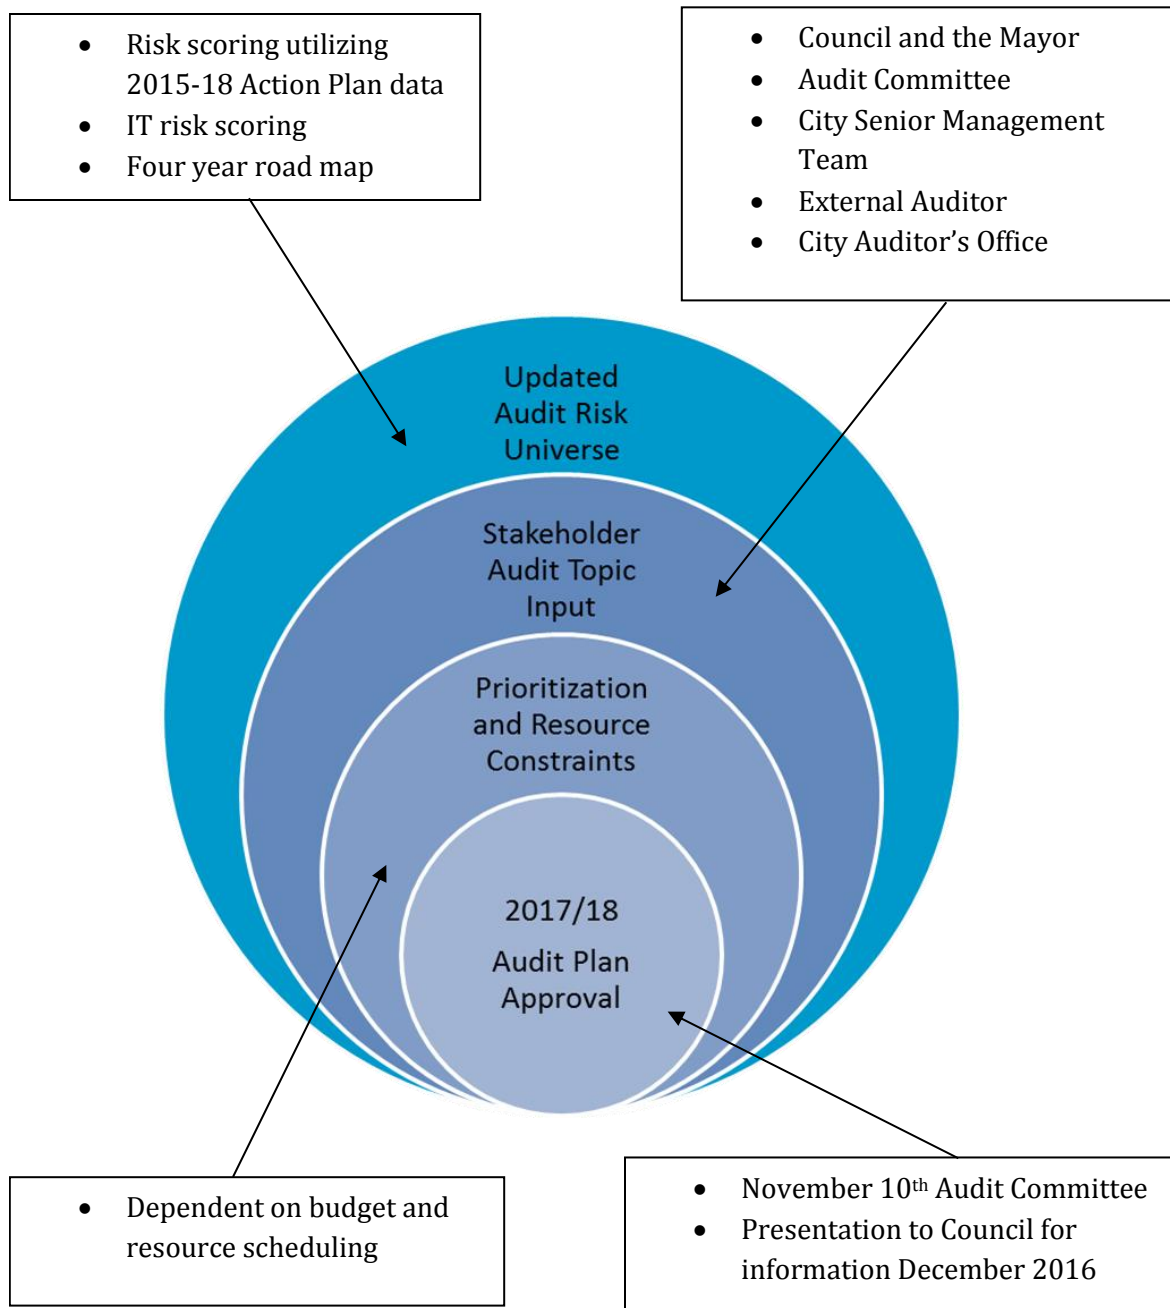 • Risk scoring utilizing
2015-18 Action Plan data
• IT risk scoring
• Four year road map
• Council and the Mayor
• Audit Committee
• City Senior Management
Team
• External Auditor
• City Auditor’s Office
Updated
Audit Risk
Universe
Stakeholder
Audit Topic
Input
Prioritization
and Resource
Constraints
2017/18
Audit Plan
Approval
• Dependent on budget and
resource scheduling
• November 10th Audit Committee
• Presentation to Council for
information December 2016